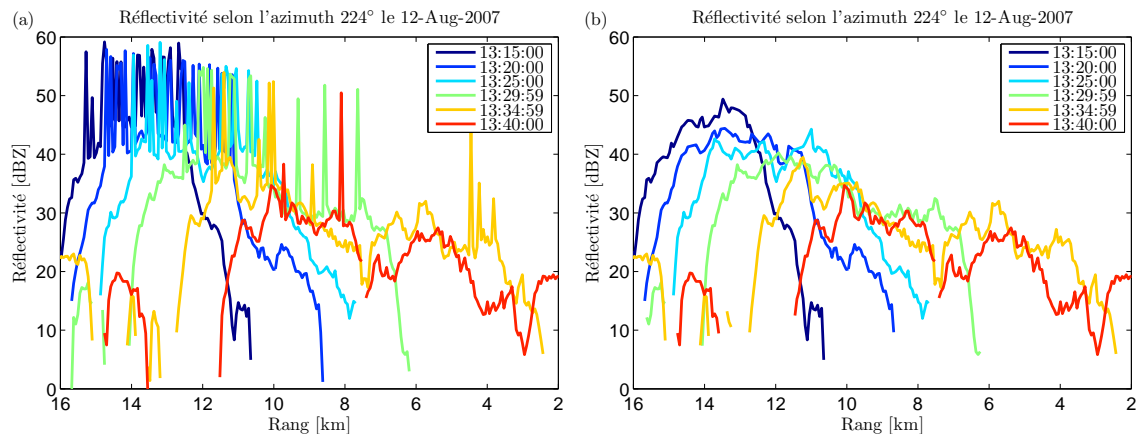 (a)
Réflectivité selon l'azimuth 224° le 12-Aug-2007
60
50
40
30
20
10
0
Réflectivité [dBZ]
13:15:00
13:20:00
13:25:00
13:29:59
13:34:59
13:40:00
16 14 12 10 8 6 4 2
Rang [km]
(b)
Réflectivité selon l'azimuth 224° le 12-Aug-2007
60
50
40
30
20
10
0
Réflectivité [dBZ]
13:15:00
13:20:00
13:25:00
13:29:59
13:34:59
13:40:00
16 14 12 10 8 6 4 2
Rang [km]